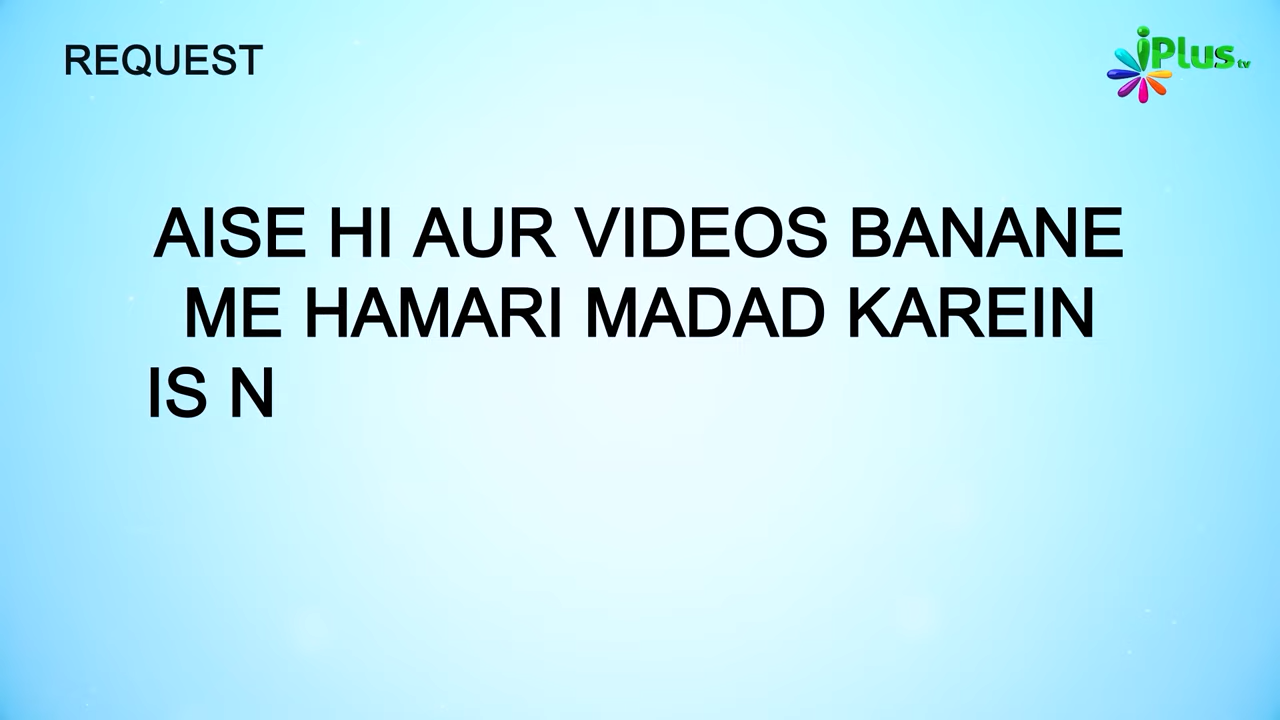 REQUEST
iPlus tv
AISE HI AUR VIDEOS BANANE
ME HAMARI MADAD KAREIN
IS N